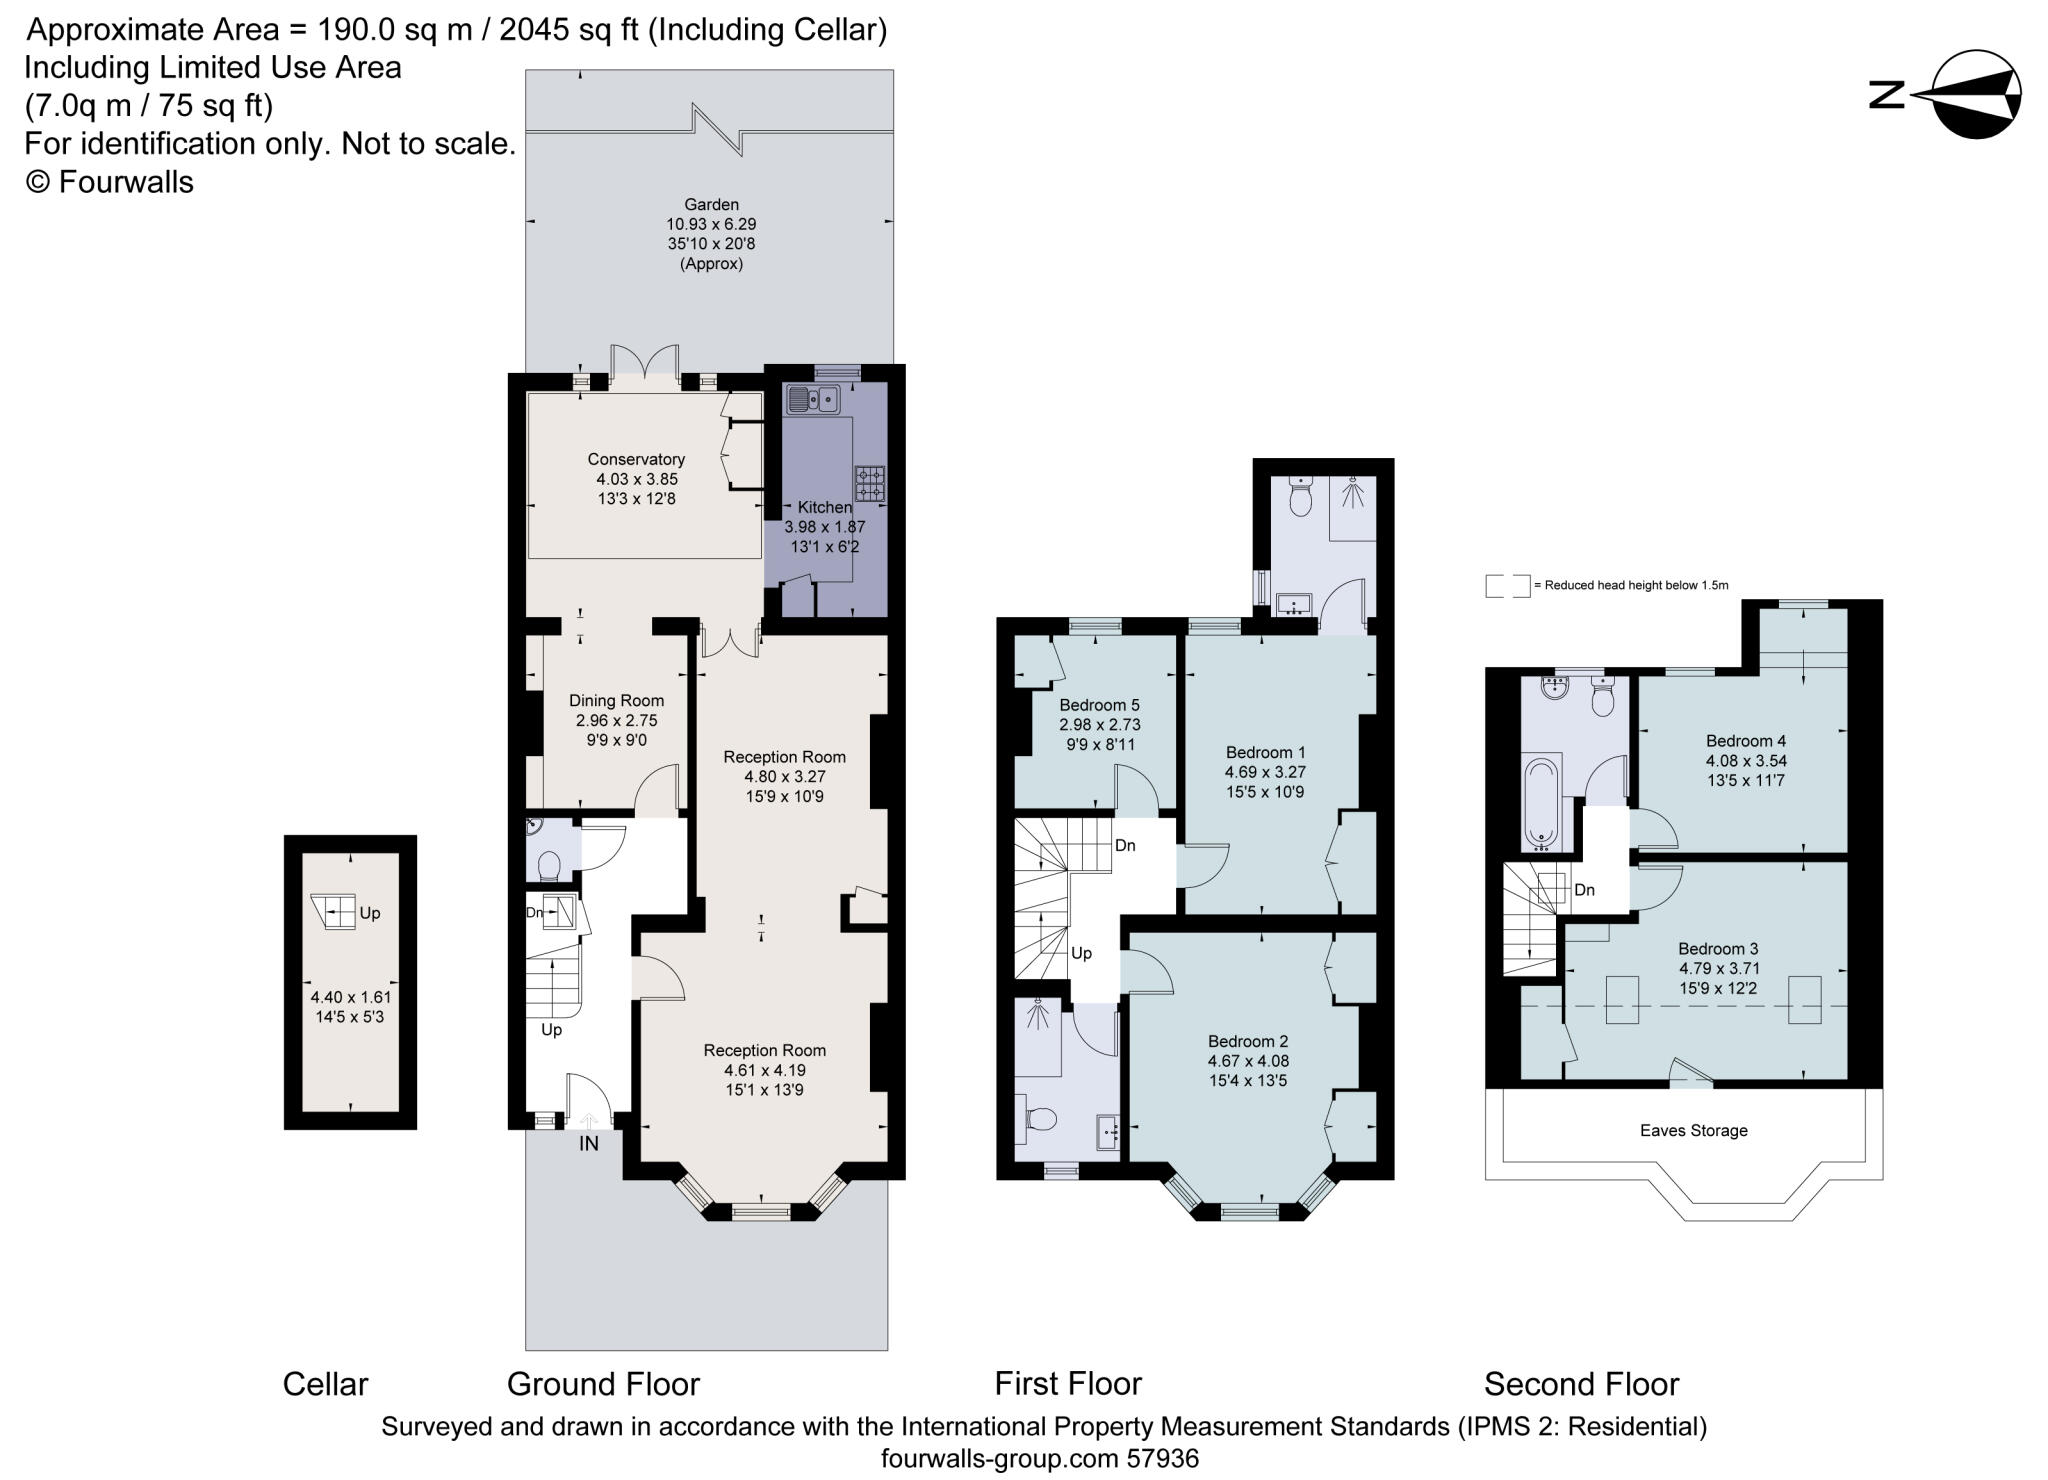 Approximate Area = 190.0 sq m / 2045 sq ft (Including Cellar)
Including Limited Use Area
(7.0q m / 75 sq ft)
For identification only. Not to scale.
© Fourwalls
N
Garden
10.93 x 6.29
35'10 x 20'8
(Approx)
Conservatory
4.03 x 3.85
13'3 x 12'8
Kitchen
3.98 x 1.87
13'1 x 6'2
Dining Room
2.96 x 2.75
9'9 x 9'0
Reception Room
4.80 x 3.27
15'9 x 10'9
Dn
Up
Reception Room
4.61 x 4.19
15'1 x 13'9
IN
Up
4.40 x 1.61
14'5 x 5'3
Bedroom 5
2.98 x 2.73
9'9 x 8'11
Bedroom 1
4.69 x 3.27
15'5 x 10'9
Dn
Up
Bedroom 2
4.67 x 4.08
15'4 x 13'5
= Reduced head height below 1.5m
Bedroom 4
4.08 x 3.54
13'5 x 11'7
Dn
Bedroom 3
4.79 x 3.71
15'9 x 12'2
Eaves Storage
Cellar
Ground Floor
First Floor
Second Floor
Surveyed and drawn in accordance with the International Property Measurement Standards (IPMS 2: Residential)
fourwalls-group.com 57936